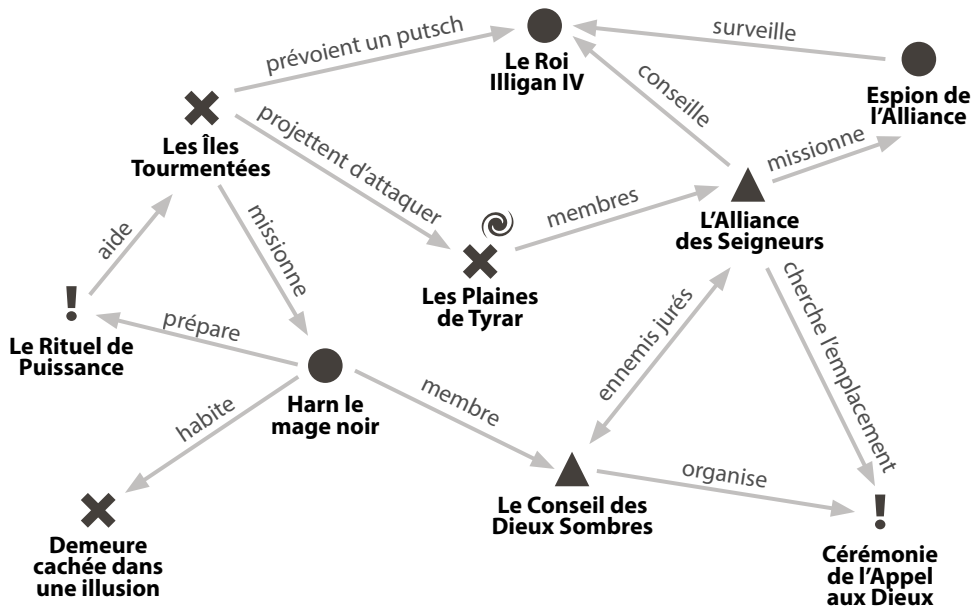 prévoient un putsch
surveille
Le Roi
Illigan IV
conseille
Espion de
l'Alliance
Les Îles
Tourmentées
projettent d'attaquer
missionne
membres
L'Alliance
des Seigneurs
aide
missionne
Les Plaines
de Tyrar
ennemis jurés
cherche l'emplacement
Le Rituel de
Puissance
prépare
Harn le
mage noir
habite
membre
Le Conseil des
Dieux Sombres
organise
Demeure
cachée dans
une illusion
!
!
Cérémonie
de l'Appel
aux Dieux